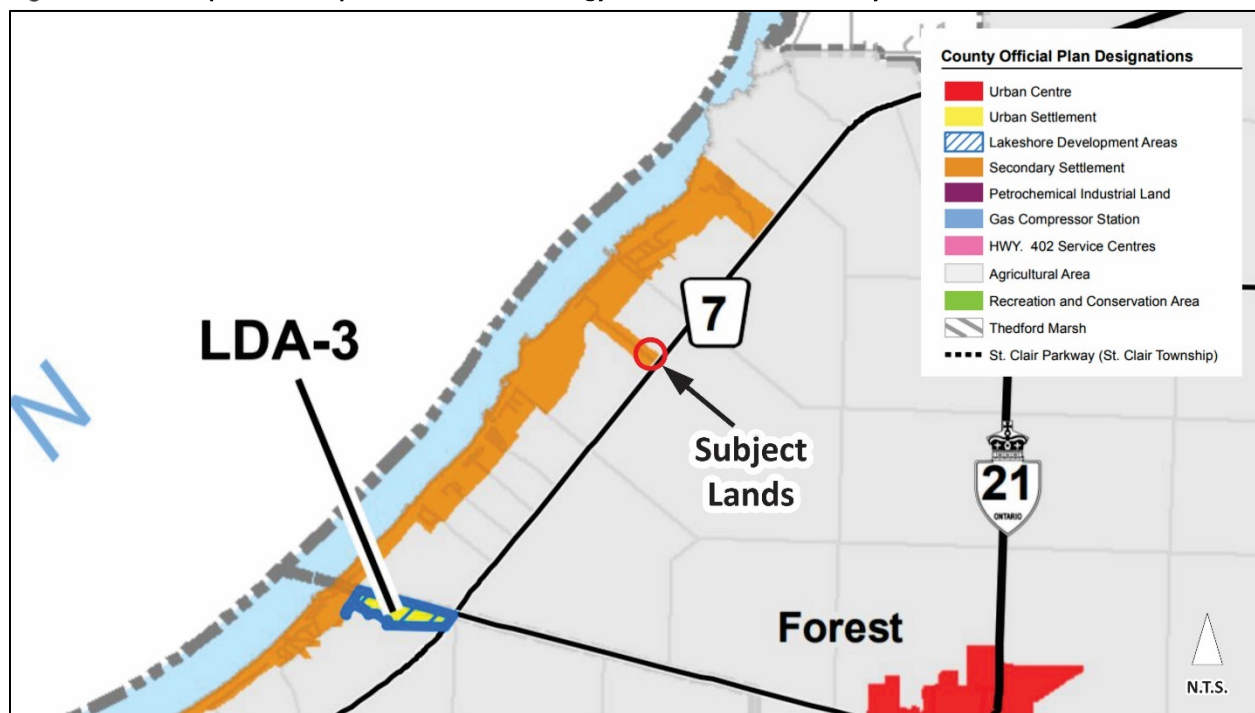 County Official Plan Designations
Urban Centre
Urban Settlement
Lakeshore Development Areas
Secondary Settlement
Petrochemical Industrial Land
Gas Compressor Station
HWY. 402 Service Centres
Agricultural Area
Recreation and Conservation Area
Thedford Marsh
St. Clair Parkway (St. Clair Township)
7
LDA-3
N
Subject
Lands
21
ONTARIO
Forest
N.T.S.